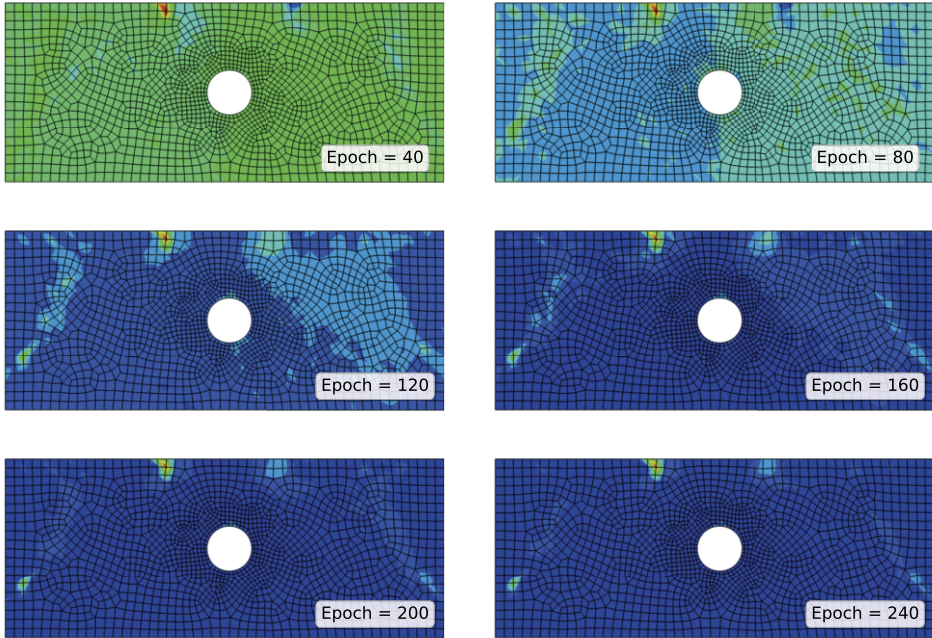 Epoch = 40
Epoch = 80
Epoch = 120
Epoch = 160
Epoch = 200
Epoch = 240